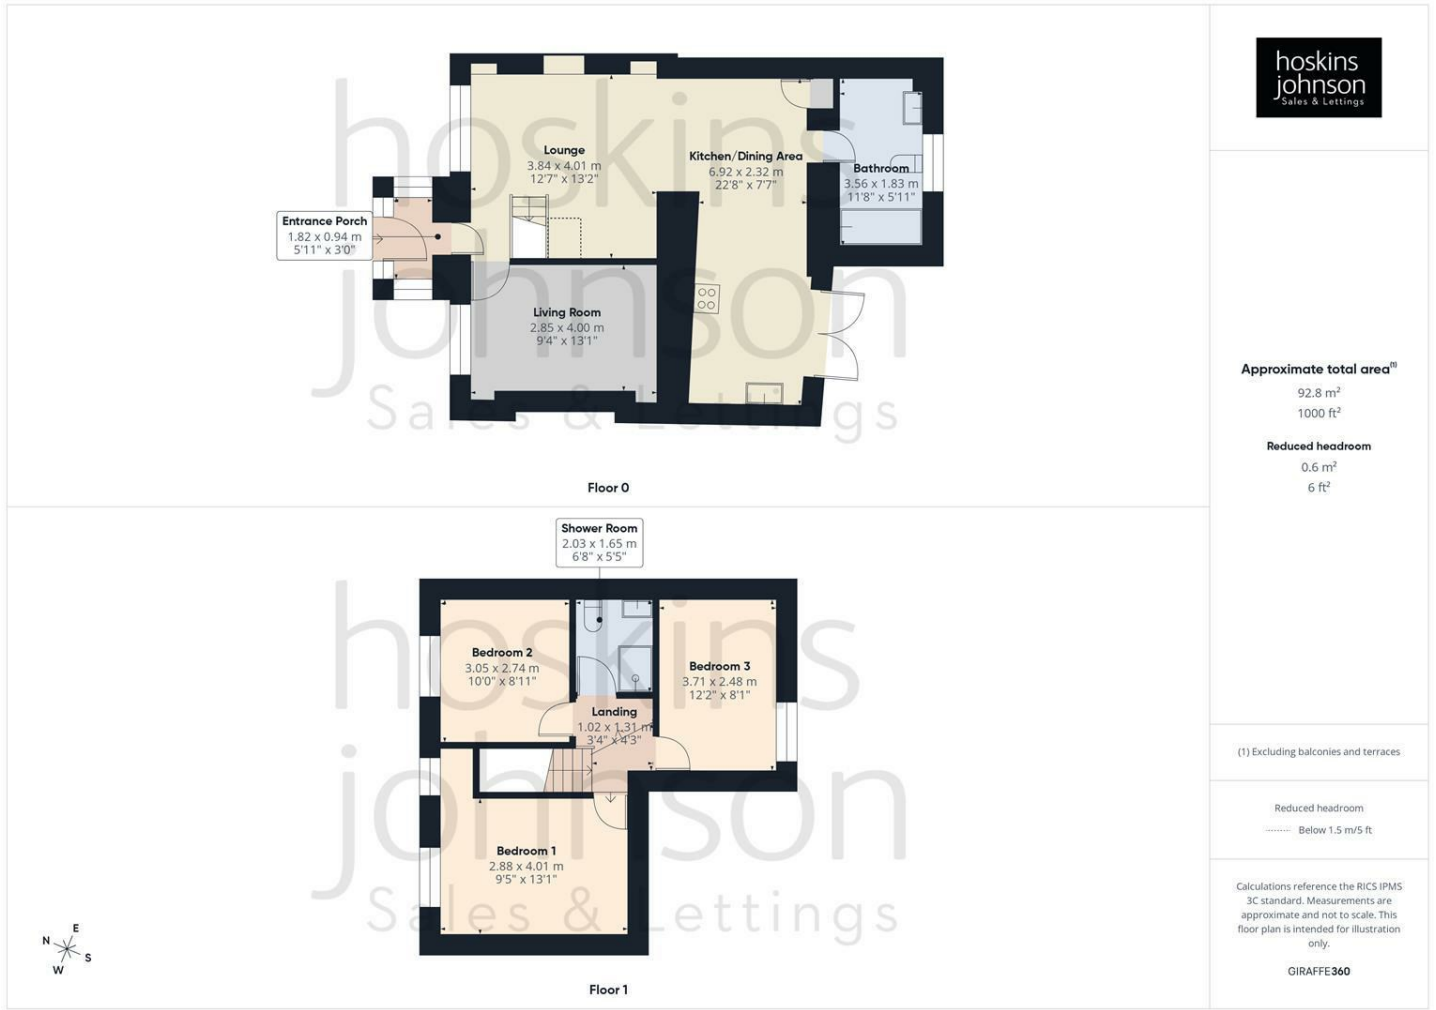 hoskins
johnson
Sales & Lettings
Lounge
3.84 x 4.01 m
12'7" x 13'2"
Kitchen/Dining Area
6.92 x 2.32 m
22'8" x 7'7"
Bathroom
3.56 x 1.83 m
11'8" x 5'11"
Entrance Porch
1.82 x 0.94 m
5'11" x 3'0"
Living Room
2.85 x 4.00 m
9'4" x 13'1"
hoskins
johnson
Sales & Lettings
Floor 0
Approximate total area(1)
92.8 m²
1000 ft²
Reduced headroom
0.6 m²
6 ft²
Shower Room
2.03 x 1.65 m
6'8" x 5'5"
Bedroom 2
3.05 x 2.74 m
10'0" x 8'11"
Bedroom 3
3.71 x 2.48 m
12'2" x 8'1"
Landing
1.02 x 1.31 m
3'4" x 4'3"
Bedroom 1
2.88 x 4.01 m
9'5" x 13'1"
hoskins
johnson
Sales & Lettings
Floor 1
E
N
S
W
(1) Excluding balconies and terraces
Reduced headroom
Below 1.5 m/5 ft
Calculations reference the RICS IPMS
3C standard. Measurements are
approximate and not to scale. This
floor plan is intended for illustration
only.
GIRAFFE360